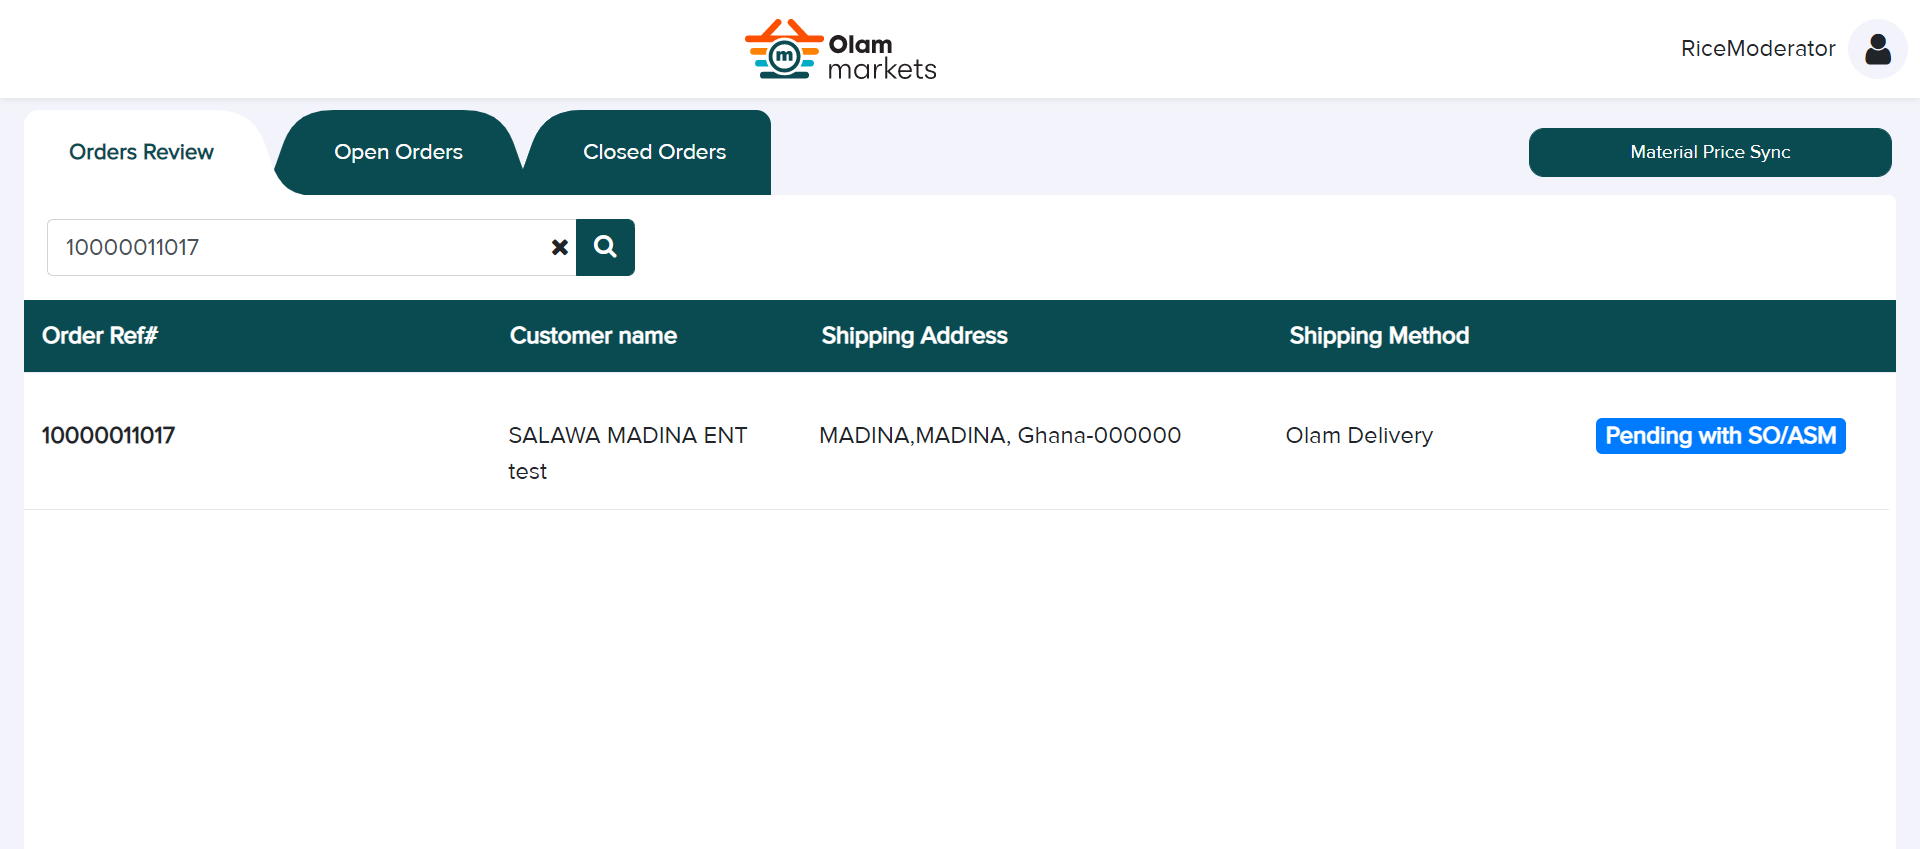 m
Olam
markets
RiceModerator
Orders Review
Open Orders
Closed Orders
Material Price Sync
10000011017
Order Ref#
Customer name
Shipping Address
Shipping Method
10000011017
SALAWA MADINA ENT
test
MADINA,MADINA, Ghana-000000
Olam Delivery
Pending with SO/ASM